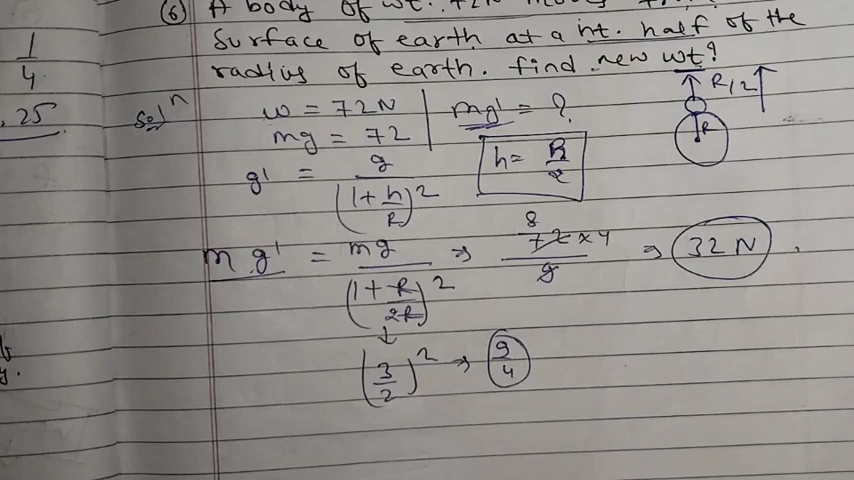 (6) A body of wt. 72N moves from
Surface of earth at a ht. half of the
radius of earth. find new wt?
1
4
. 25
Sol^n
w = 72N
mg = 72
mg' = ?
h = R/2
R/2
R
g' = g / (1 + h/R)^2
m g' = mg / (1 + R/2R)^2 ⇒ 8 72 × 4 / 9 ⇒ 32 N
↓
(3/2)^2 ⇒ 9/4
y.